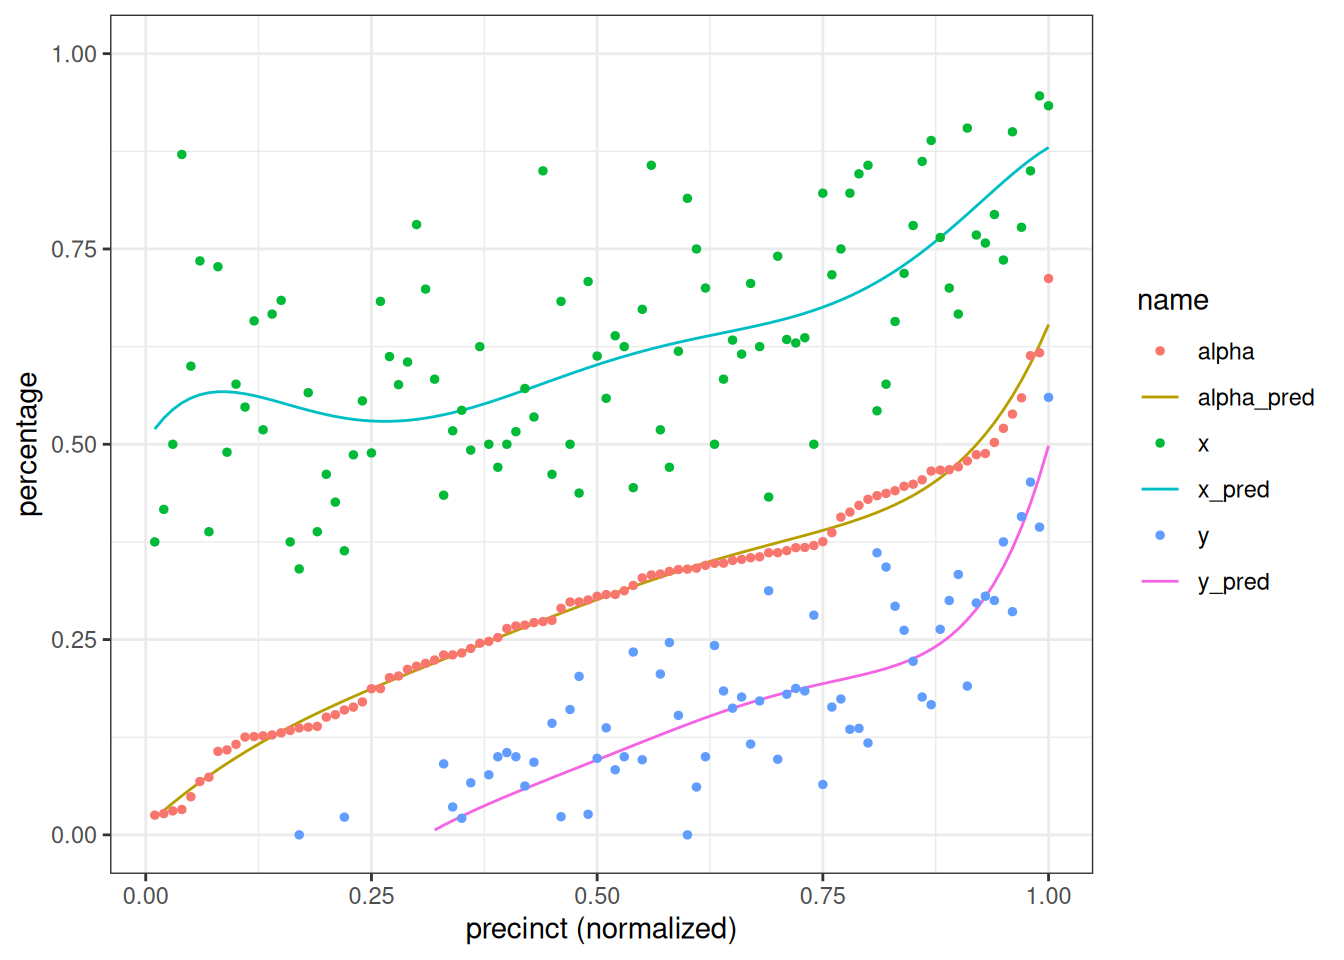 1.00
0.75
0.50
0.25
0.00
percentage
0.00 0.25 0.50 0.75 1.00
precinct (normalized)
name
alpha
alpha_pred
x
x_pred
y
y_pred